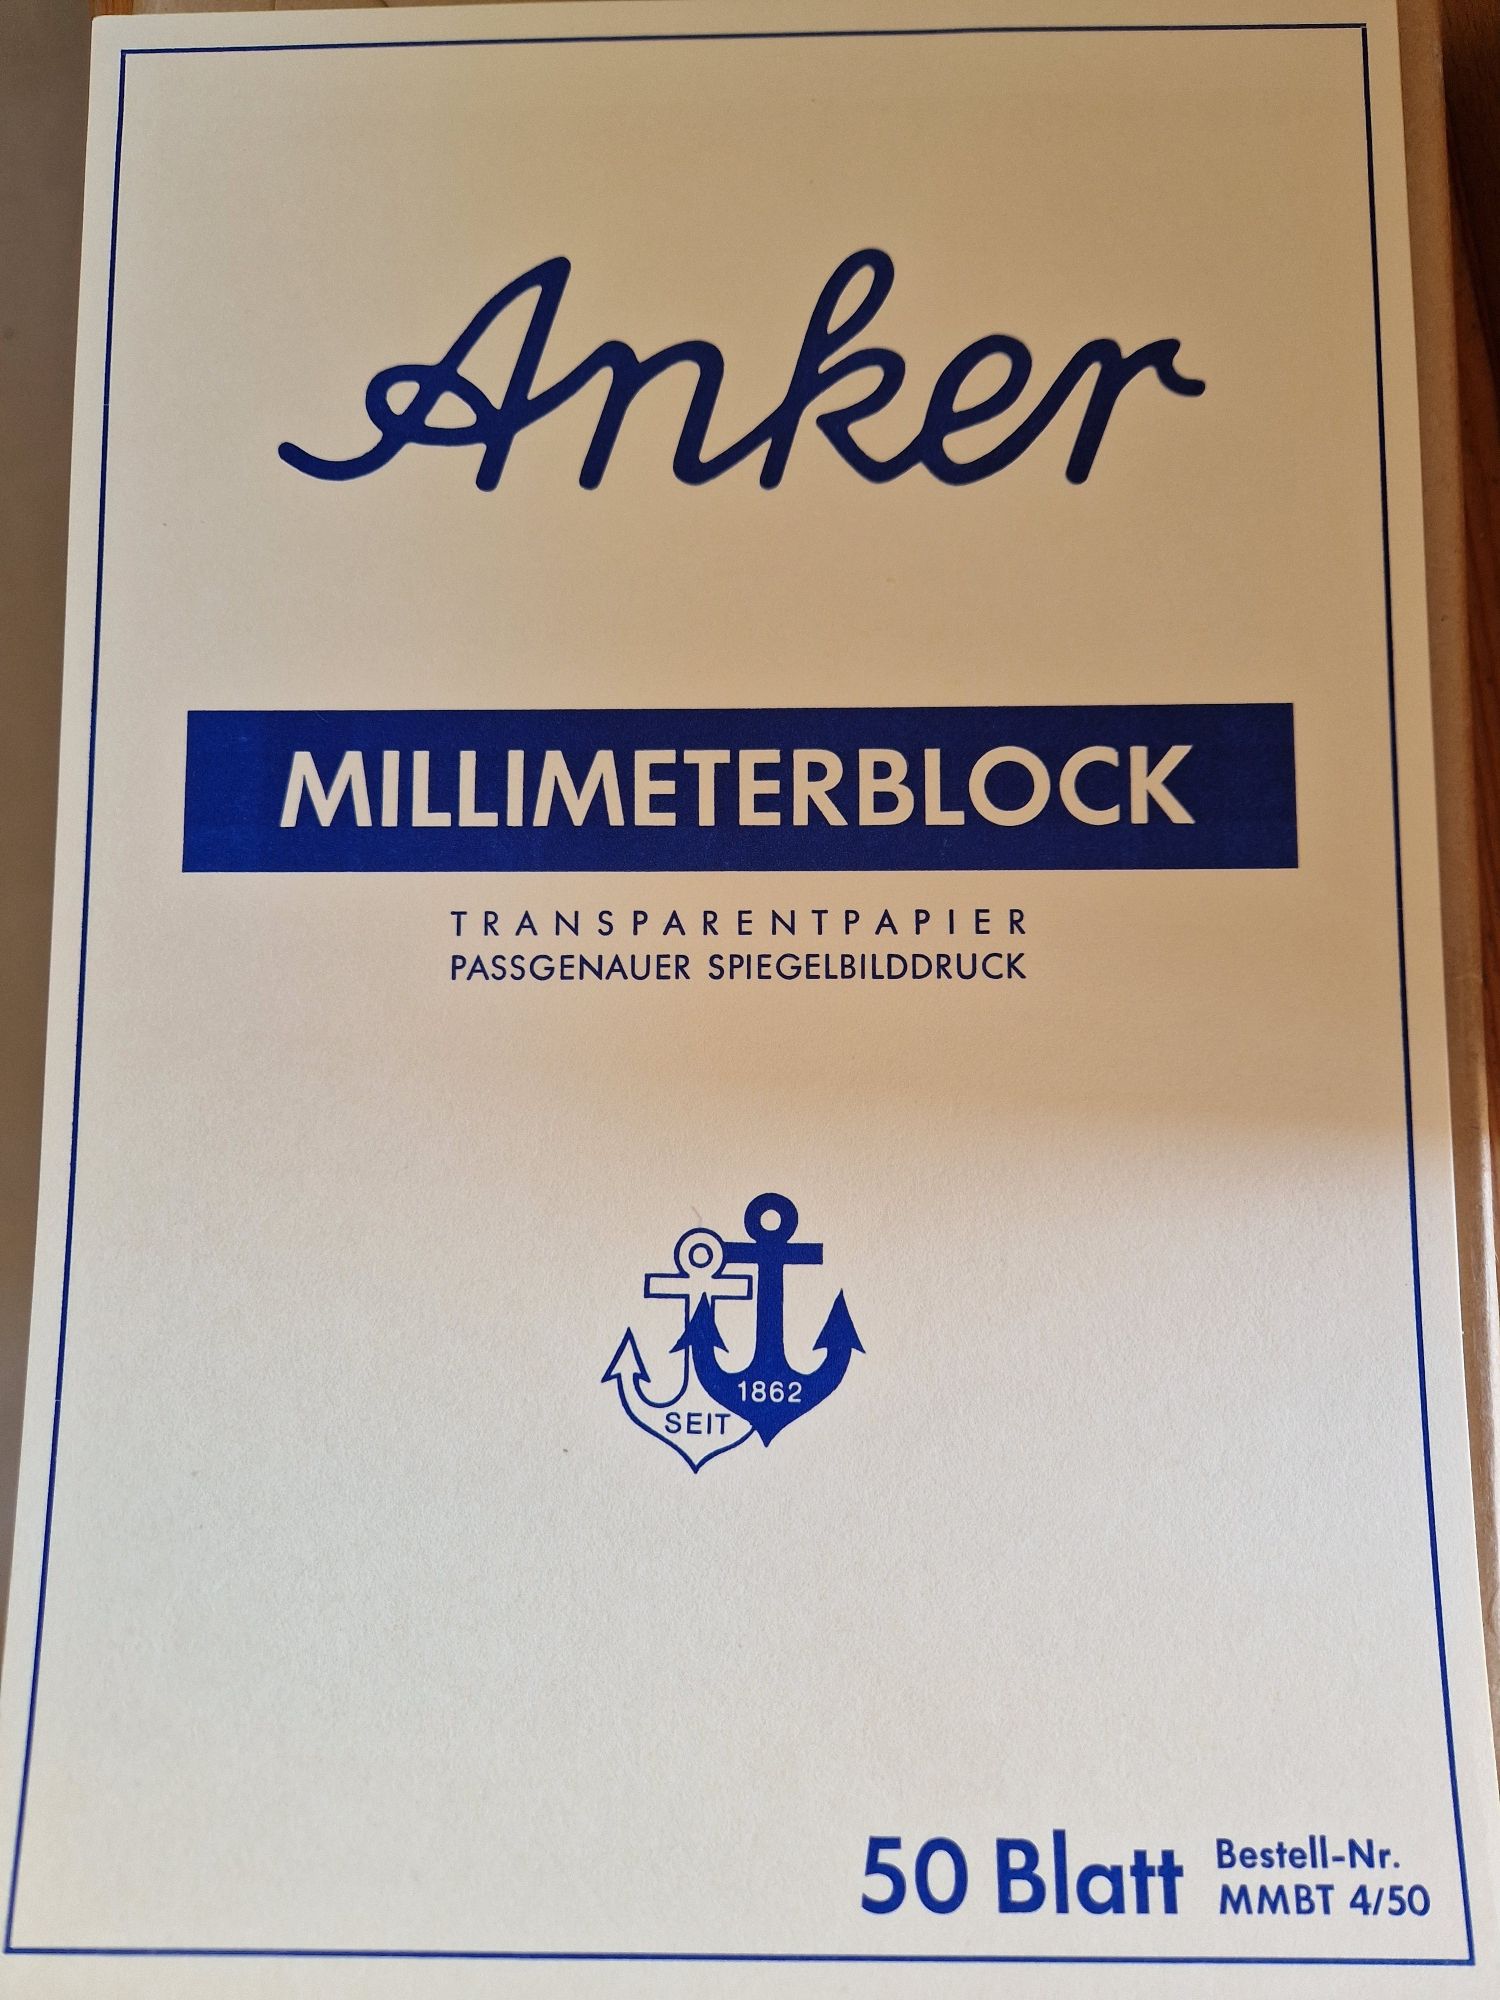 Anker
MILLIMETERBLOCK
TRANSPARENTPAPIER
PASSGENAUER SPIEGELBILDDRUCK
SEIT 1862
50 Blatt
Bestell-Nr.
MMBT 4/50